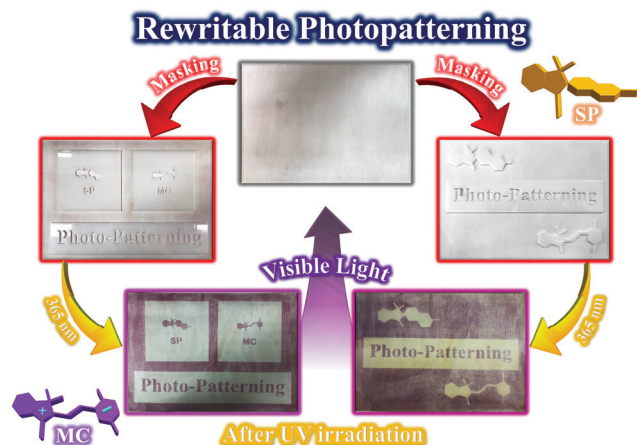 Rewritable Photopatterning
Masking
Masking
SP
SP
MC
Photo-Patterning
Photo-Patterning
365 nm
Visible Light
365 nm
SP
MC
Photo-Patterning
Photo-Patterning
+
−
MC
After UV irradiation